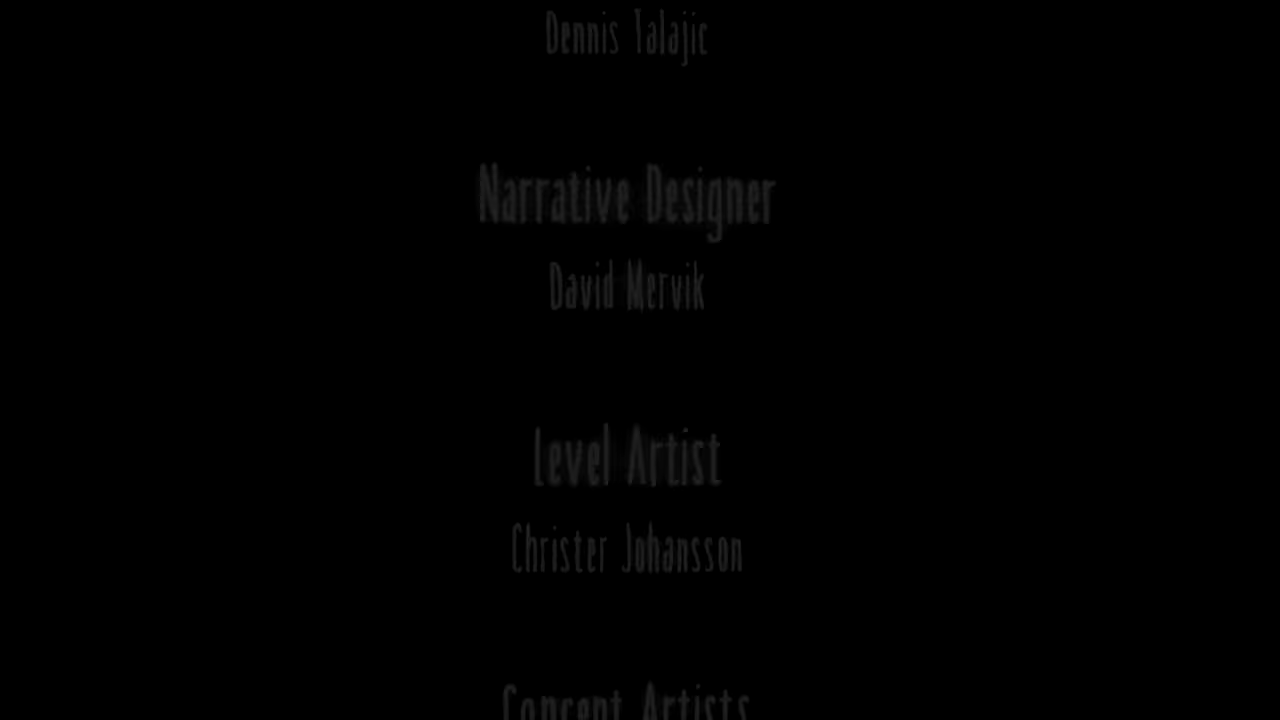 Dennis Talajic
Narrative Designer
David Mervik
Level Artist
Christer Johansson
Concept Artists